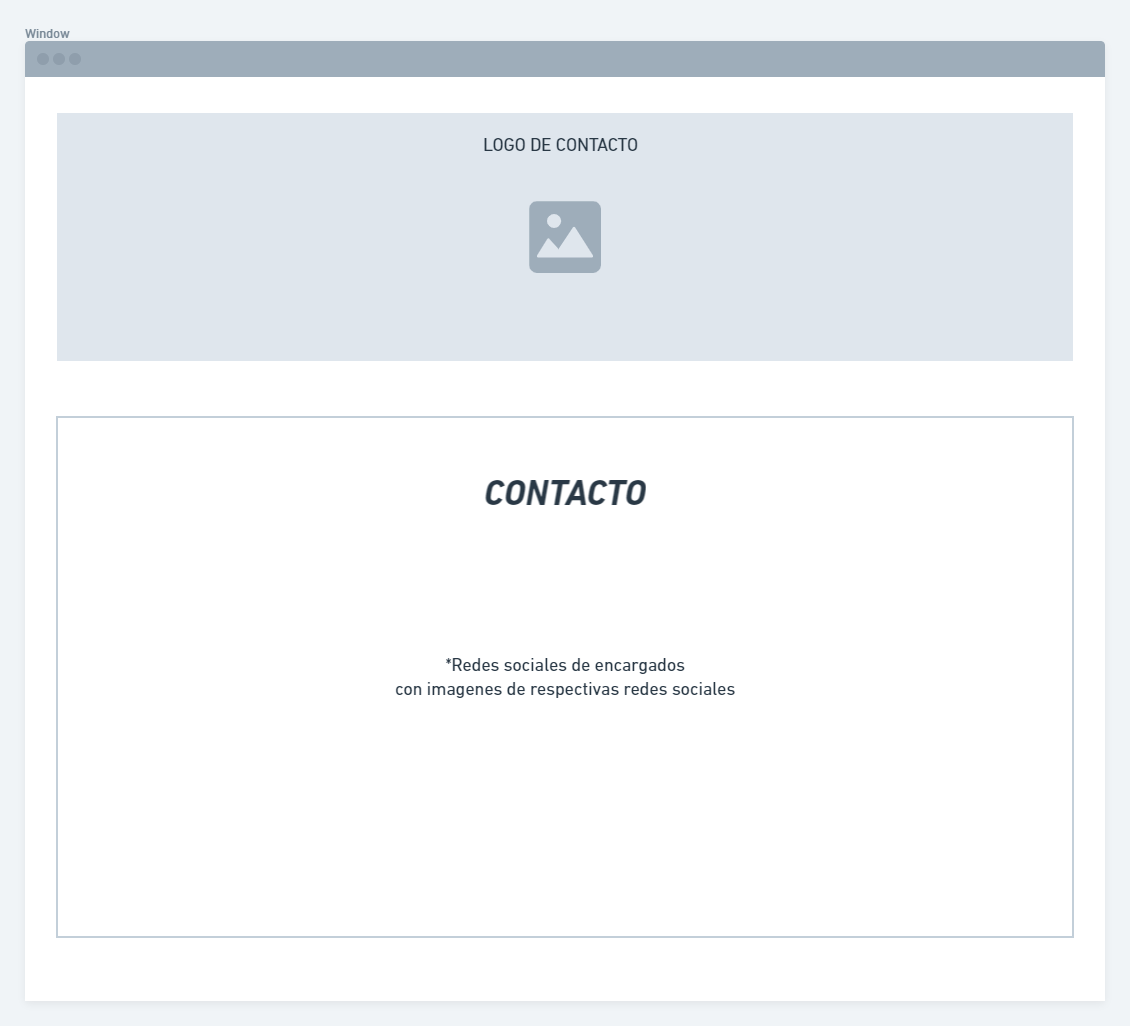 Window
LOGO DE CONTACTO
CONTACTO
*Redes sociales de encargados
con imagenes de respectivas redes sociales